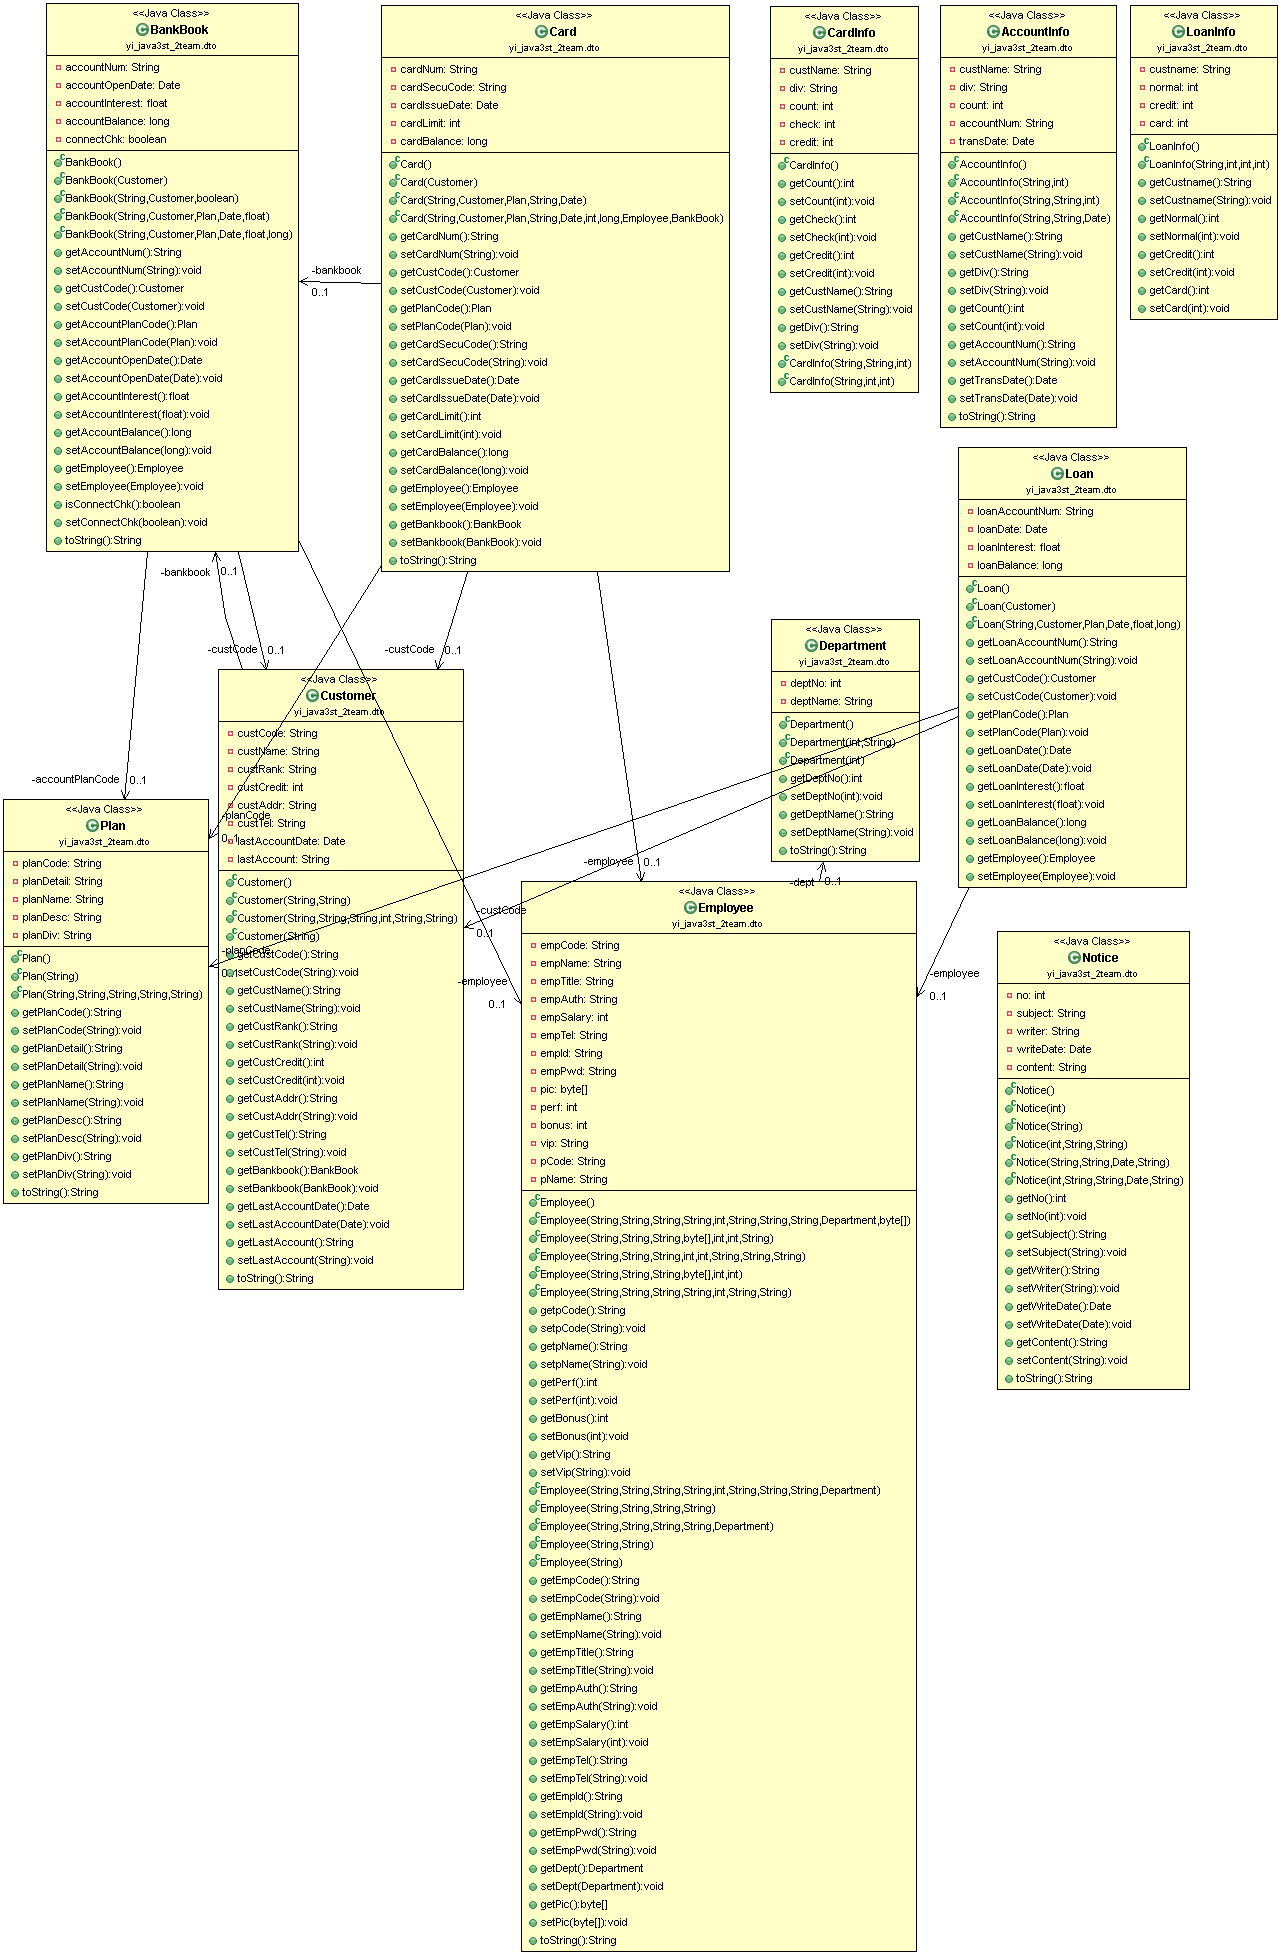 <<Java Class>>
BankBook
yi_java3st_2team.dto
accountNum: String
accountOpenDate: Date
accountInterest: float
accountBalance: long
connectChk: boolean
BankBook()
BankBook(Customer)
BankBook(String,Customer,boolean)
BankBook(String,Customer,Plan,Date,float)
BankBook(String,Customer,Plan,Date,float,long)
getAccountNum():String
setAccountNum(String):void
getCustCode():Customer
setCustCode(Customer):void
getAccountPlanCode():Plan
setAccountPlanCode(Plan):void
getAccountOpenDate():Date
setAccountOpenDate(Date):void
getAccountInterest():float
setAccountInterest(float):void
getAccountBalance():long
setAccountBalance(long):void
getEmployee():Employee
setEmployee(Employee):void
isConnectChk():boolean
setConnectChk(boolean):void
toString():String
<<Java Class>>
Card
yi_java3st_2team.dto
cardNum: String
cardSecuCode: String
cardIssueDate: Date
cardLimit: int
cardBalance: long
Card()
Card(Customer)
Card(String,Customer,Plan,String,Date)
Card(String,Customer,Plan,String,Date,int,long,Employee,BankBook)
getCardNum():String
setCardNum(String):void
getCustCode():Customer
setCustCode(Customer):void
getPlanCode():Plan
setPlanCode(Plan):void
getCardSecuCode():String
setCardSecuCode(String):void
getCardIssueDate():Date
setCardIssueDate(Date):void
getCardLimit():int
setCardLimit(int):void
getCardBalance():long
setCardBalance(long):void
getEmployee():Employee
setEmployee(Employee):void
getBankbook():BankBook
setBankbook(BankBook):void
toString():String
<<Java Class>>
CardInfo
yi_java3st_2team.dto
custName: String
div: String
count: int
check: int
credit: int
CardInfo()
getCount():int
setCount(int):void
getCheck():int
setCheck(int):void
getCredit():int
setCredit(int):void
getCustName():String
setCustName(String):void
getDiv():String
setDiv(String):void
CardInfo(String,String,int)
CardInfo(String,int,int)
<<Java Class>>
AccountInfo
yi_java3st_2team.dto
custName: String
div: String
count: int
accountNum: String
transDate: Date
AccountInfo()
AccountInfo(String,int)
AccountInfo(String,String,int)
AccountInfo(String,String,Date)
getCustName():String
setCustName(String):void
getDiv():String
setDiv(String):void
getCount():int
setCount(int):void
getAccountNum():String
setAccountNum(String):void
getTransDate():Date
setTransDate(Date):void
toString():String
<<Java Class>>
LoanInfo
yi_java3st_2team.dto
custname: String
normal: int
credit: int
card: int
LoanInfo()
LoanInfo(String,int,int,int)
getCustname():String
setCustname(String):void
getNormal():int
setNormal(int):void
getCredit():int
setCredit(int):void
getCard():int
setCard(int):void
-bankbook
0..1
<<Java Class>>
Loan
yi_java3st_2team.dto
loanAccountNum: String
loanDate: Date
loanInterest: float
loanBalance: long
Loan()
Loan(Customer)
Loan(String,Customer,Plan,Date,float,long)
getLoanAccountNum():String
setLoanAccountNum(String):void
getCustCode():Customer
setCustCode(Customer):void
getPlanCode():Plan
setPlanCode(Plan):void
getLoanDate():Date
setLoanDate(Date):void
getLoanInterest():float
setLoanInterest(float):void
getLoanBalance():long
setLoanBalance(long):void
getEmployee():Employee
setEmployee(Employee):void
-bankbook
0..1
-custCode
0..1
-custCode
0..1
<<Java Class>>
Department
yi_java3st_2team.dto
deptNo: int
deptName: String
Department()
Department(int,String)
Department(int)
getDeptNo():int
setDeptNo(int):void
getDeptName():String
setDeptName(String):void
toString():String
<<Java Class>>
Customer
yi_java3st_2team.dto
custCode: String
custName: String
custRank: String
custCredit: int
custAddr: String
custTel: String
lastAccountDate: Date
lastAccount: String
Customer()
Customer(String,String)
Customer(String,String,String,int,String,String)
Customer(String)
getCustCode():String
setCustCode(String):void
getCustName():String
setCustName(String):void
getCustRank():String
setCustRank(String):void
getCustCredit():int
setCustCredit(int):void
getCustAddr():String
setCustAddr(String):void
getCustTel():String
setCustTel(String):void
getBankbook():BankBook
setBankbook(BankBook):void
getLastAccountDate():Date
setLastAccountDate(Date):void
getLastAccount():String
setLastAccount(String):void
toString():String
-accountPlanCode
0..1
-planCode
0..1
-planCode
0..1
<<Java Class>>
Plan
yi_java3st_2team.dto
planCode: String
planDetail: String
planName: String
planDesc: String
planDiv: String
Plan()
Plan(String)
Plan(String,String,String,String,String)
getPlanCode():String
setPlanCode(String):void
getPlanDetail():String
setPlanDetail(String):void
getPlanName():String
setPlanName(String):void
getPlanDesc():String
setPlanDesc(String):void
getPlanDiv():String
setPlanDiv(String):void
toString():String
-employee
0..1
-dept
0..1
-custCode
0..1
-employee
0..1
-employee
0..1
<<Java Class>>
Employee
yi_java3st_2team.dto
empCode: String
empName: String
empTitle: String
empAuth: String
empSalary: int
empTel: String
empId: String
empPwd: String
pic: byte[]
perf: int
bonus: int
vip: String
pCode: String
pName: String
Employee()
Employee(String,String,String,String,int,String,String,String,Department,byte[])
Employee(String,String,String,byte[],int,int,String)
Employee(String,String,String,int,int,String,String,String)
Employee(String,String,String,byte[],int,int)
Employee(String,String,String,String,int,String,String)
getpCode():String
setpCode(String):void
getpName():String
setpName(String):void
getPerf():int
setPerf(int):void
getBonus():int
setBonus(int):void
getVip():String
setVip(String):void
Employee(String,String,String,String,int,String,String,String,Department)
Employee(String,String,String,String)
Employee(String,String,String,String,Department)
Employee(String,String)
Employee(String)
getEmpCode():String
setEmpCode(String):void
getEmpName():String
setEmpName(String):void
getEmpTitle():String
setEmpTitle(String):void
getEmpAuth():String
setEmpAuth(String):void
getEmpSalary():int
setEmpSalary(int):void
getEmpTel():String
setEmpTel(String):void
getEmpId():String
setEmpId(String):void
getEmpPwd():String
setEmpPwd(String):void
getDept():Department
setDept(Department):void
getPic():byte[]
setPic(byte[]):void
toString():String
<<Java Class>>
Notice
yi_java3st_2team.dto
no: int
subject: String
writer: String
writeDate: Date
content: String
Notice()
Notice(int)
Notice(String)
Notice(int,String,String)
Notice(String,String,Date,String)
Notice(int,String,String,Date,String)
getNo():int
setNo(int):void
getSubject():String
setSubject(String):void
getWriter():String
setWriter(String):void
getWriteDate():Date
setWriteDate(Date):void
getContent():String
setContent(String):void
toString():String